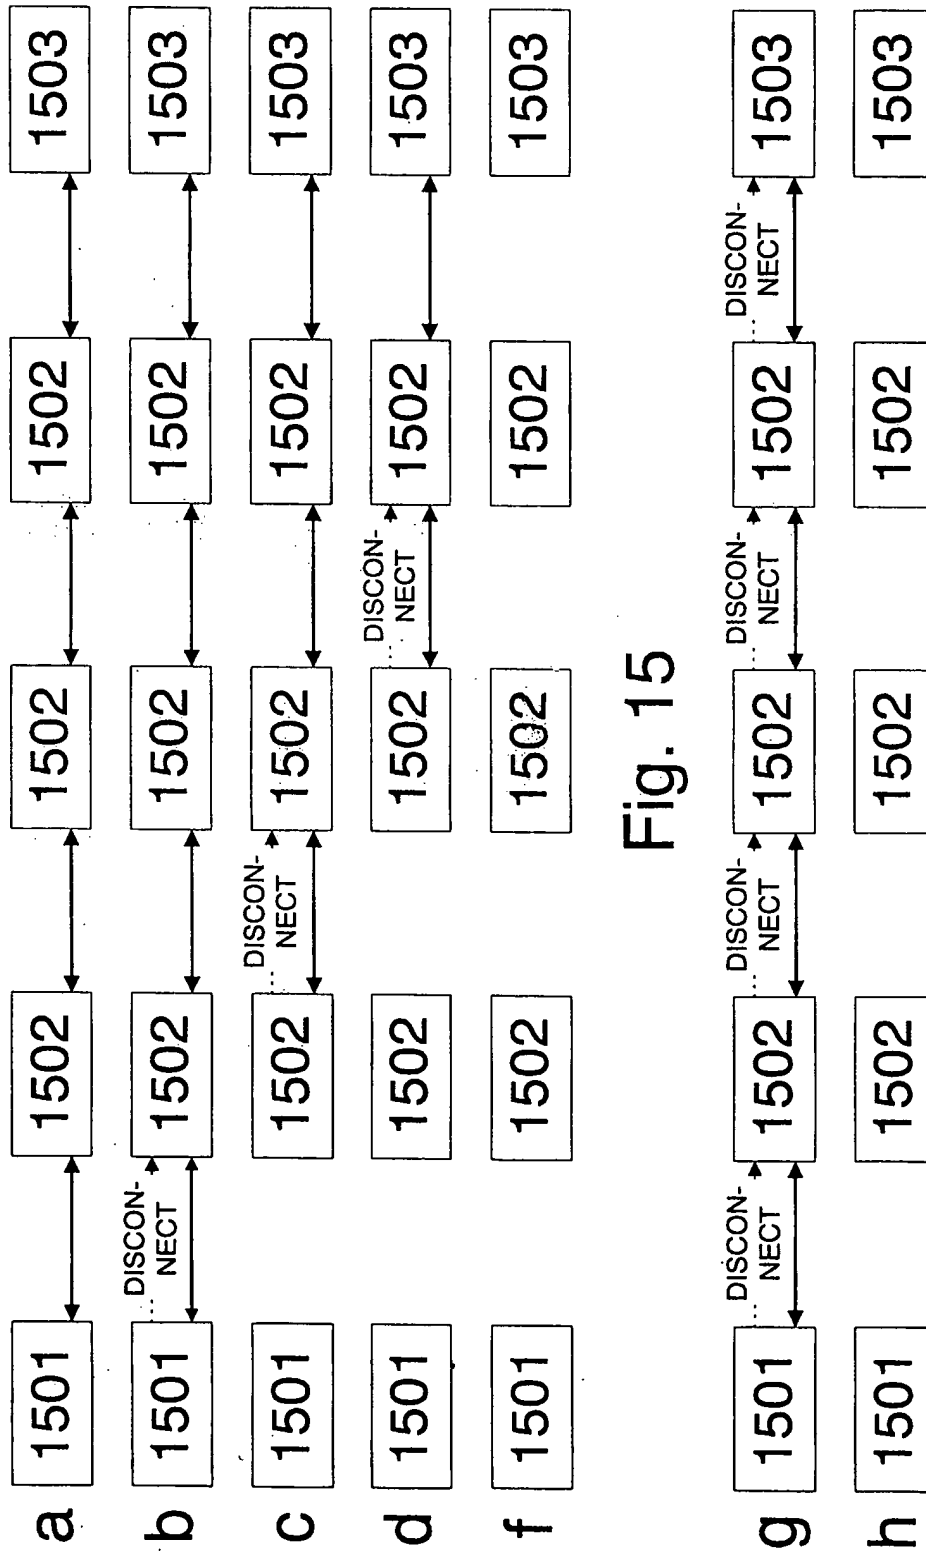 a 1501 1502 1502 1502 1503
DISCON-
NECT
b 1501 1502 1502 1502 1503
DISCON-
NECT
c 1501 1502 1502 1502 1503
DISCON-
NECT
d 1501 1502 1502 1502 1503
f 1501 1502 1502 1502 1503
Fig. 15
DISCON- DISCON- DISCON- DISCON-
NECT NECT NECT NECT
g 1501 1502 1502 1502 1503
h 1501 1502 1502 1502 1503